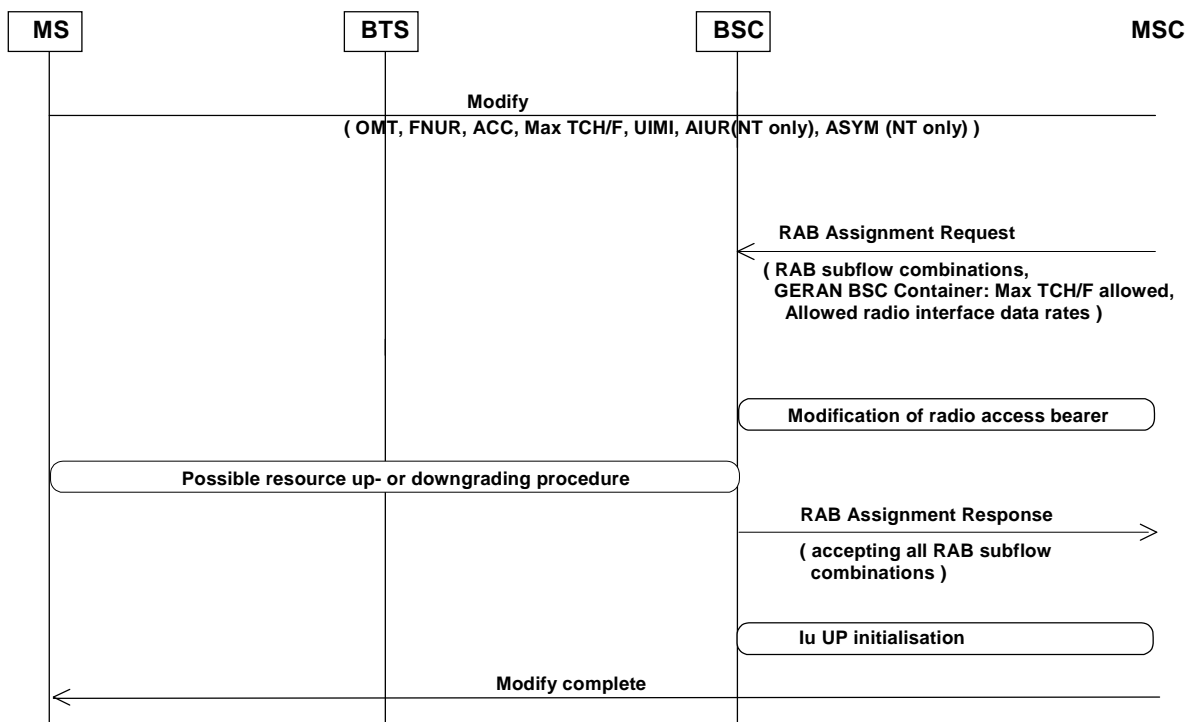 MS BTS BSC MSC
Modify
( OMT, FNUR, ACC, Max TCH/F, UIMI, AIUR(NT only), ASYM (NT only) )
RAB Assignment Request
( RAB subflow combinations,
GERAN BSC Container: Max TCH/F allowed,
Allowed radio interface data rates )
Modification of radio access bearer
Possible resource up- or downgrading procedure
RAB Assignment Response
( accepting all RAB subflow
combinations )
Iu UP initialisation
Modify complete